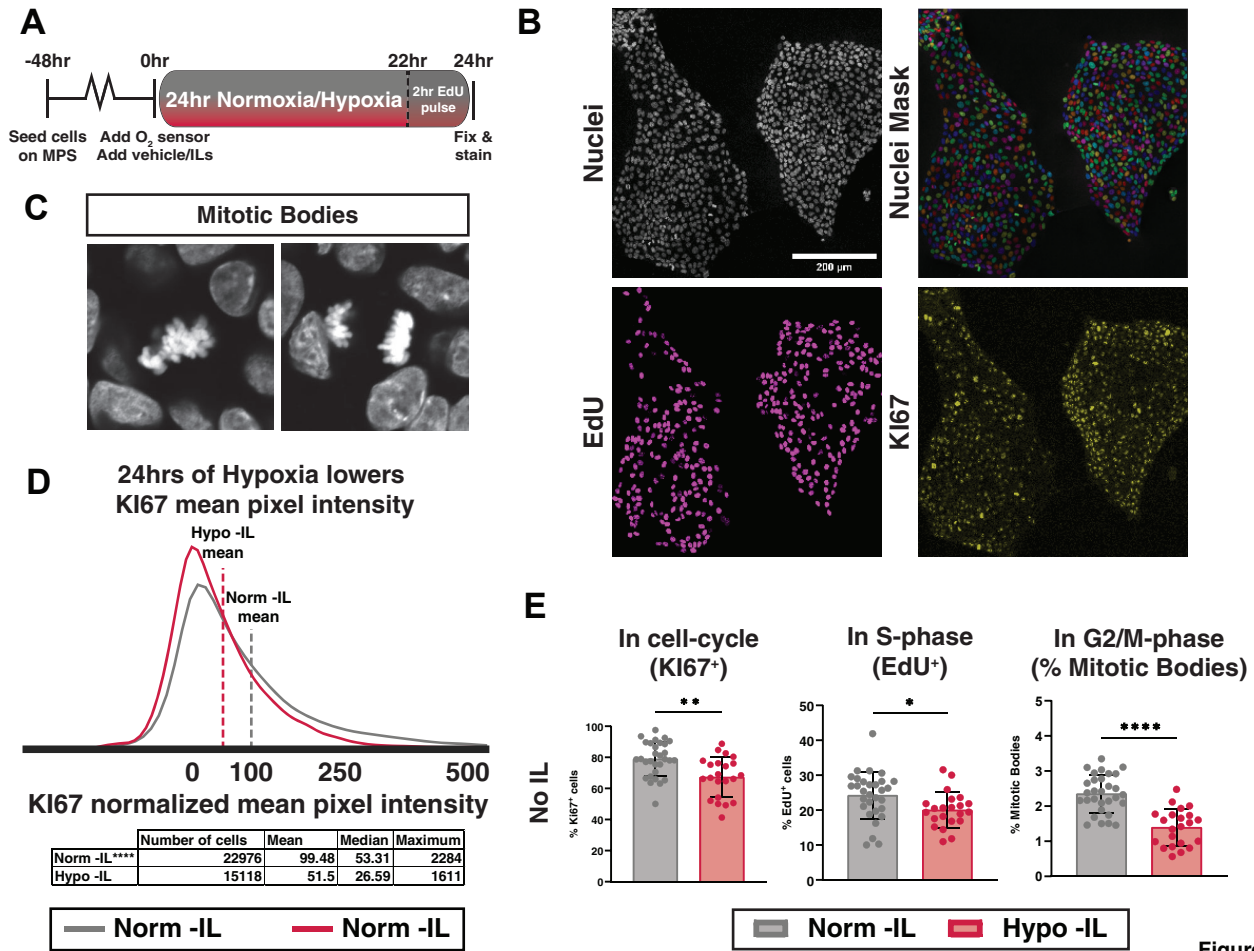 A
-48hr
0hr
22hr
24hr
24hr Normoxia/Hypoxia
2hr EdU
pulse
Seed cells
on MPS
Add O2 sensor
Add vehicle/ILs
Fix &
stain
B
Nuclei
200 µm
Nuclei Mask
EdU
KI67
C
Mitotic Bodies
D
24hrs of Hypoxia lowers
KI67 mean pixel intensity
Hypo -IL
mean
Norm -IL
mean
0 100 250 500
KI67 normalized mean pixel intensity
Number of cells Mean Median Maximum
Norm -IL**** 22976 99.48 53.31 2284
Hypo -IL 15118 51.5 26.59 1611
Norm -IL Norm -IL
E
No IL
In cell-cycle
(KI67+)
**
% Ki67+ cells
100
80
60
40
20
0
In S-phase
(EdU+)
*
% EdU+ cells
50
40
30
20
10
0
In G2/M-phase
(% Mitotic Bodies)
****
% Mitotic Bodies
5
4
3
2
1
0
Norm -IL Hypo -IL
Figure